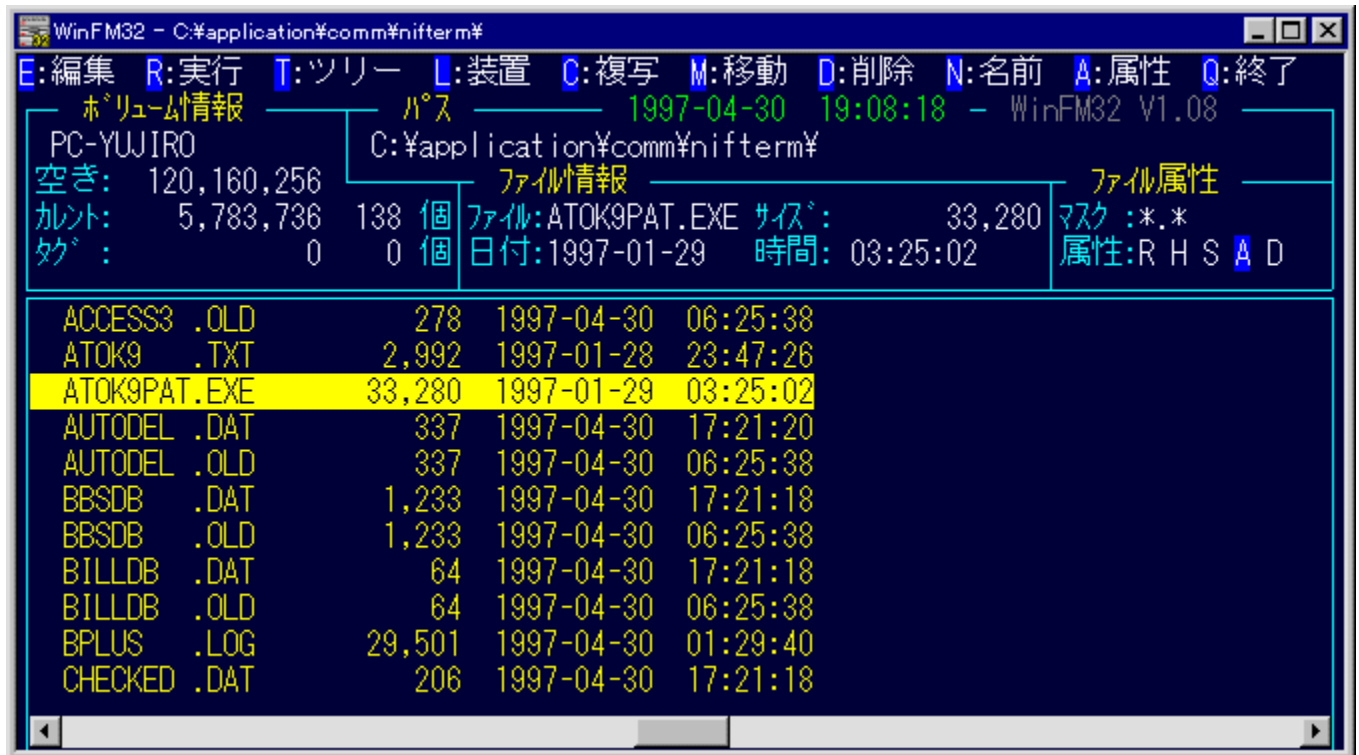 WinFM32 - C:¥application¥comm¥nifterm¥
E:編集 R:実行 T:ツリー L:装置 C:複写 M:移動 D:削除 N:名前 A:属性 Q:終了
ﾎﾞﾘｭｰﾑ情報 ﾊﾟｽ 1997-04-30 19:08:18 - WinFM32 V1.08
PC-YUJIRO C:¥application¥comm¥nifterm¥
空き: 120,160,256 ﾌｧｲﾙ情報 ﾌｧｲﾙ属性
ｶﾚﾝﾄ: 5,783,736 138 個 ﾌｧｲﾙ:ATOK9PAT.EXE ｻｲｽﾞ: 33,280 ﾏｽｸ :*.*
ﾀｸﾞ : 0 0 個 日付:1997-01-29 時間: 03:25:02 属性:R H S A D
ACCESS3 .OLD 278 1997-04-30 06:25:38
ATOK9 .TXT 2,992 1997-01-28 23:47:26
ATOK9PAT.EXE 33,280 1997-01-29 03:25:02
AUTODEL .DAT 337 1997-04-30 17:21:20
AUTODEL .OLD 337 1997-04-30 06:25:38
BBSDB .DAT 1,233 1997-04-30 17:21:18
BBSDB .OLD 1,233 1997-04-30 06:25:38
BILLDB .DAT 64 1997-04-30 17:21:18
BILLDB .OLD 64 1997-04-30 06:25:38
BPLUS .LOG 29,501 1997-04-30 01:29:40
CHECKED .DAT 206 1997-04-30 17:21:18